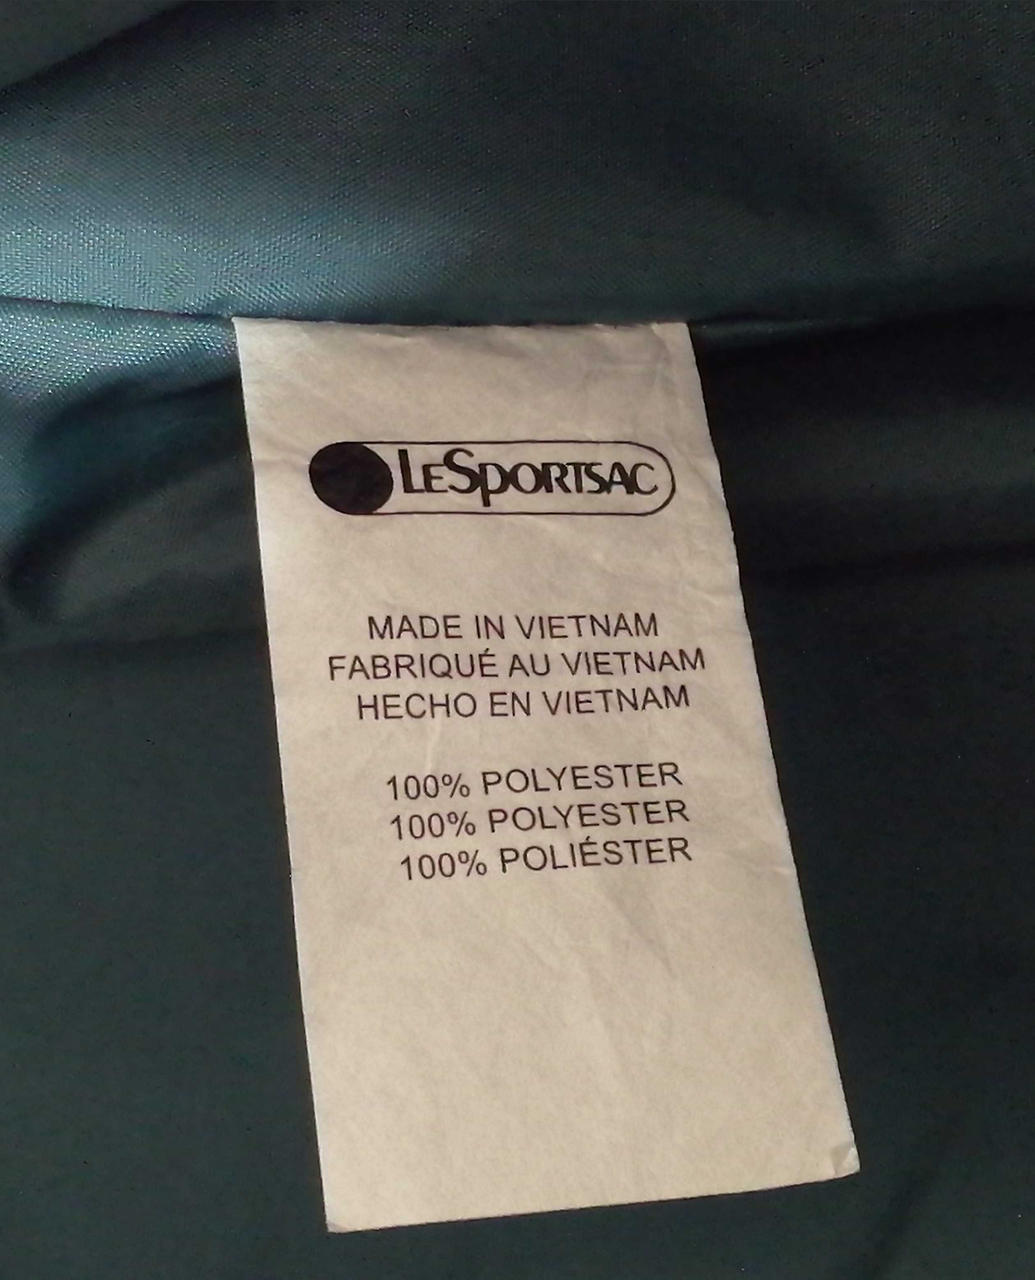 LESPORTSAC
MADE IN VIETNAM
FABRIQUÉ AU VIETNAM
HECHO EN VIETNAM
100% POLYESTER
100% POLYESTER
100% POLIÉSTER